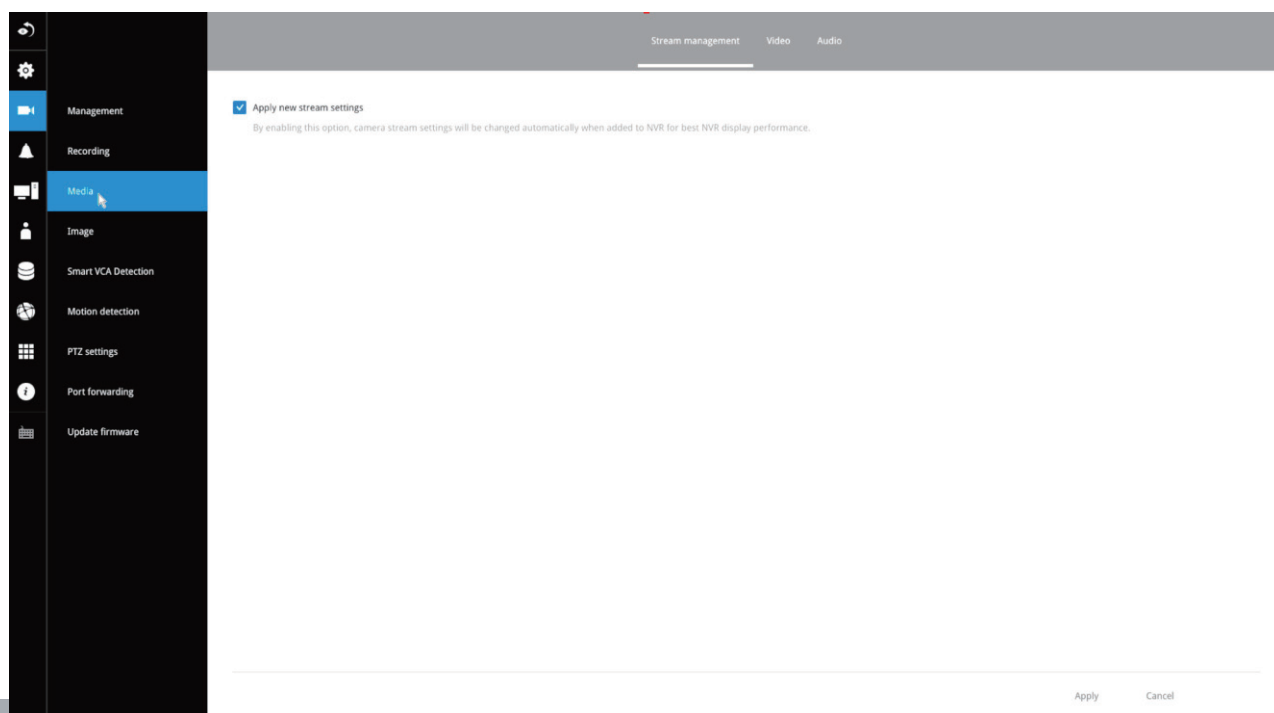 Stream management Video Audio
Management
Recording
Media
Image
Smart VCA Detection
Motion detection
PTZ settings
Port forwarding
Update firmware
Apply new stream settings
By enabling this option, camera stream settings will be changed automatically when added to NVR for best NVR display performance.
Apply Cancel